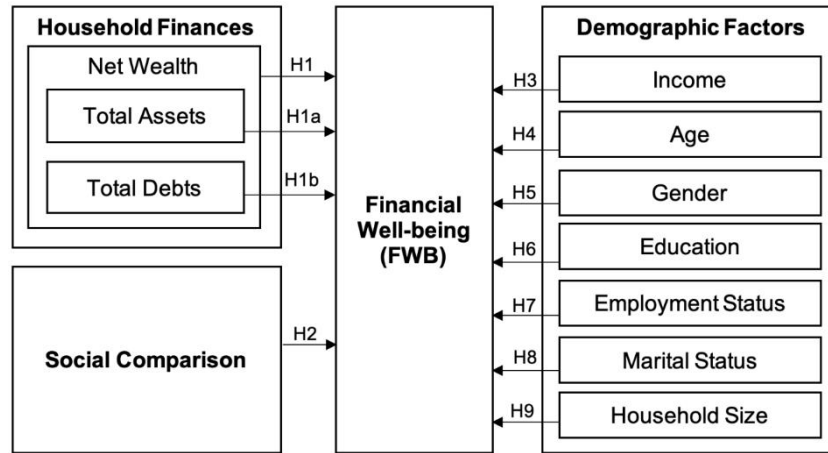 Household Finances
Net Wealth
Total Assets
Total Debts
H1
H1a
H1b
Social Comparison
H2
Financial
Well-being
(FWB)
Demographic Factors
H3
Income
H4
Age
H5
Gender
H6
Education
H7
Employment Status
H8
Marital Status
H9
Household Size